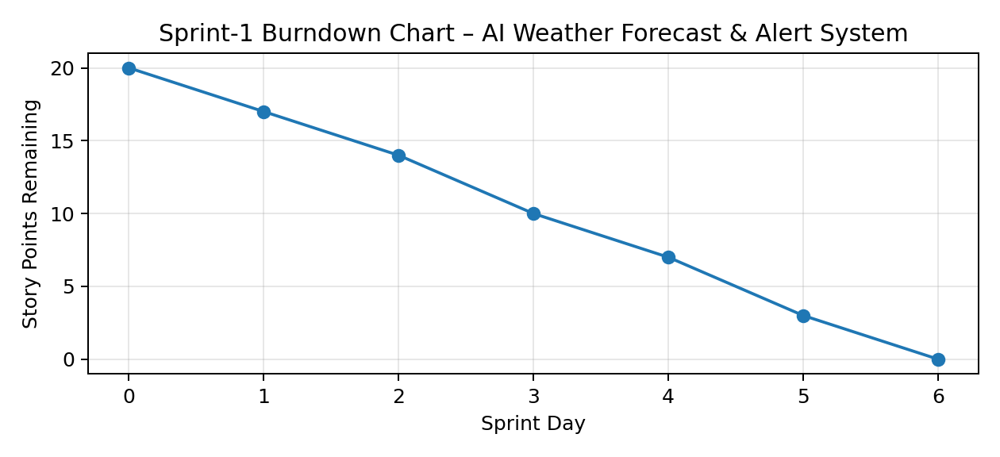 Sprint-1 Burndown Chart – AI Weather Forecast & Alert System
Story Points Remaining
20
15
10
5
0
0 1 2 3 4 5 6
Sprint Day